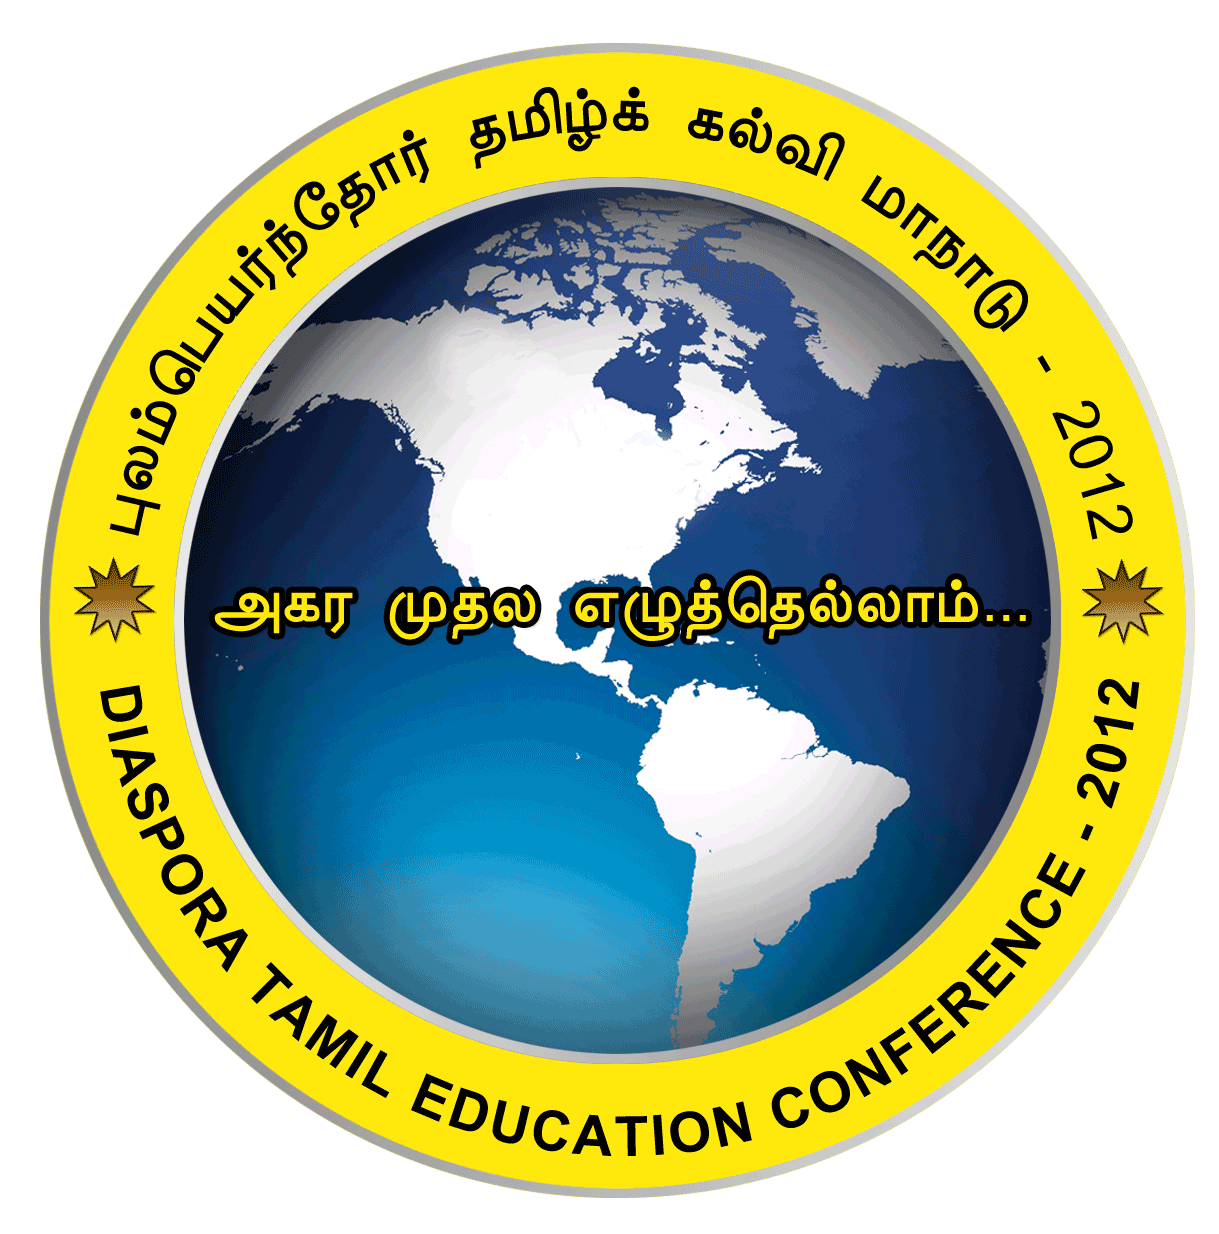 புலம்பெயர்ந்தோர் தமிழ்க் கல்வி மாநாடு - 2012
அகர முதல எழுத்தெல்லாம்...
DIASPORA TAMIL EDUCATION CONFERENCE - 2012